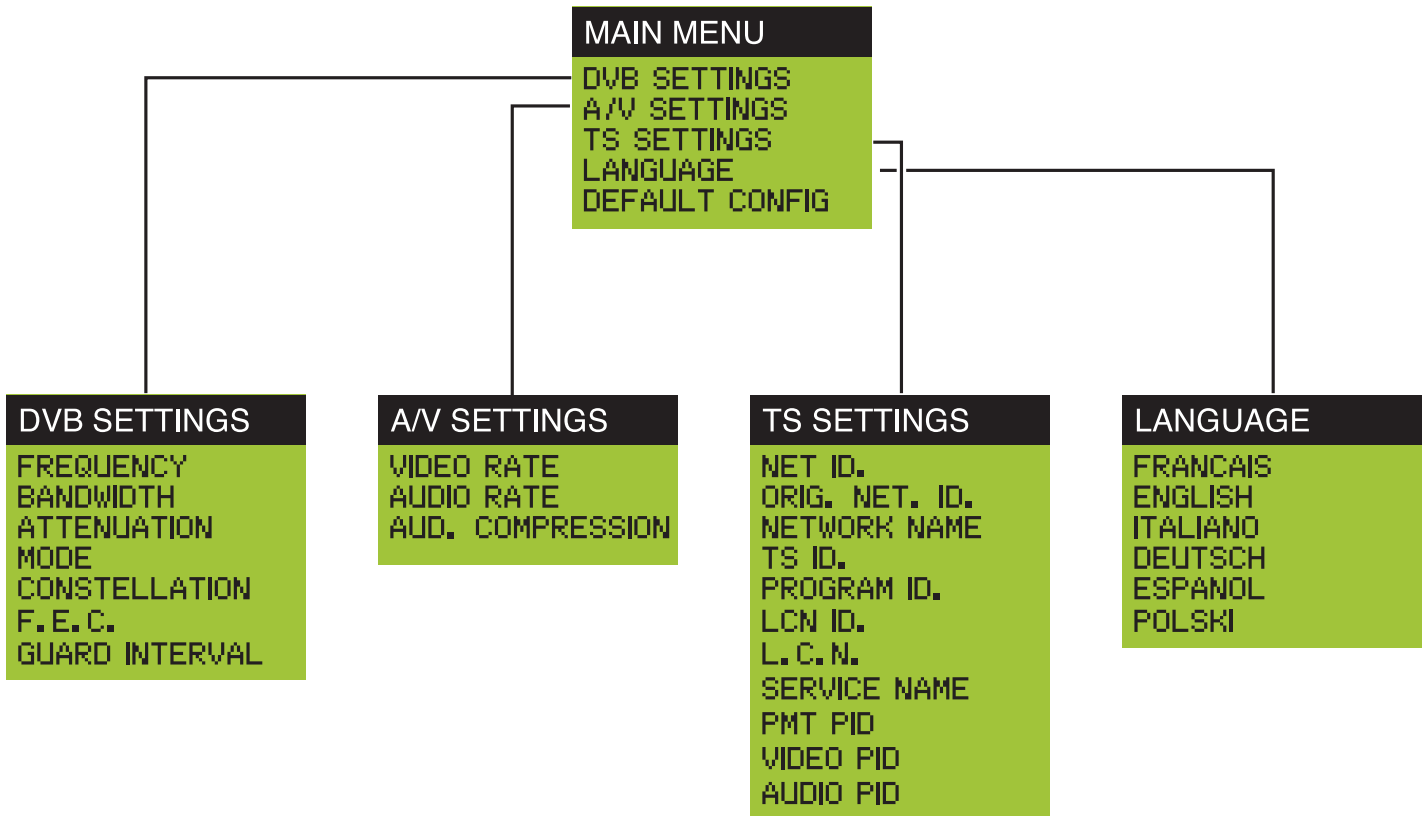 MAIN MENU
DVB SETTINGS
A/V SETTINGS
TS SETTINGS
LANGUAGE
DEFAULT CONFIG
DVB SETTINGS
FREQUENCY
BANDWIDTH
ATTENUATION
MODE
CONSTELLATION
F.E.C.
GUARD INTERVAL
A/V SETTINGS
VIDEO RATE
AUDIO RATE
AUD. COMPRESSION
TS SETTINGS
NET ID.
ORIG. NET. ID.
NETWORK NAME
TS ID.
PROGRAM ID.
LCN ID.
L.C.N.
SERVICE NAME
PMT PID
VIDEO PID
AUDIO PID
LANGUAGE
FRANCAIS
ENGLISH
ITALIANO
DEUTSCH
ESPANOL
POLSKI